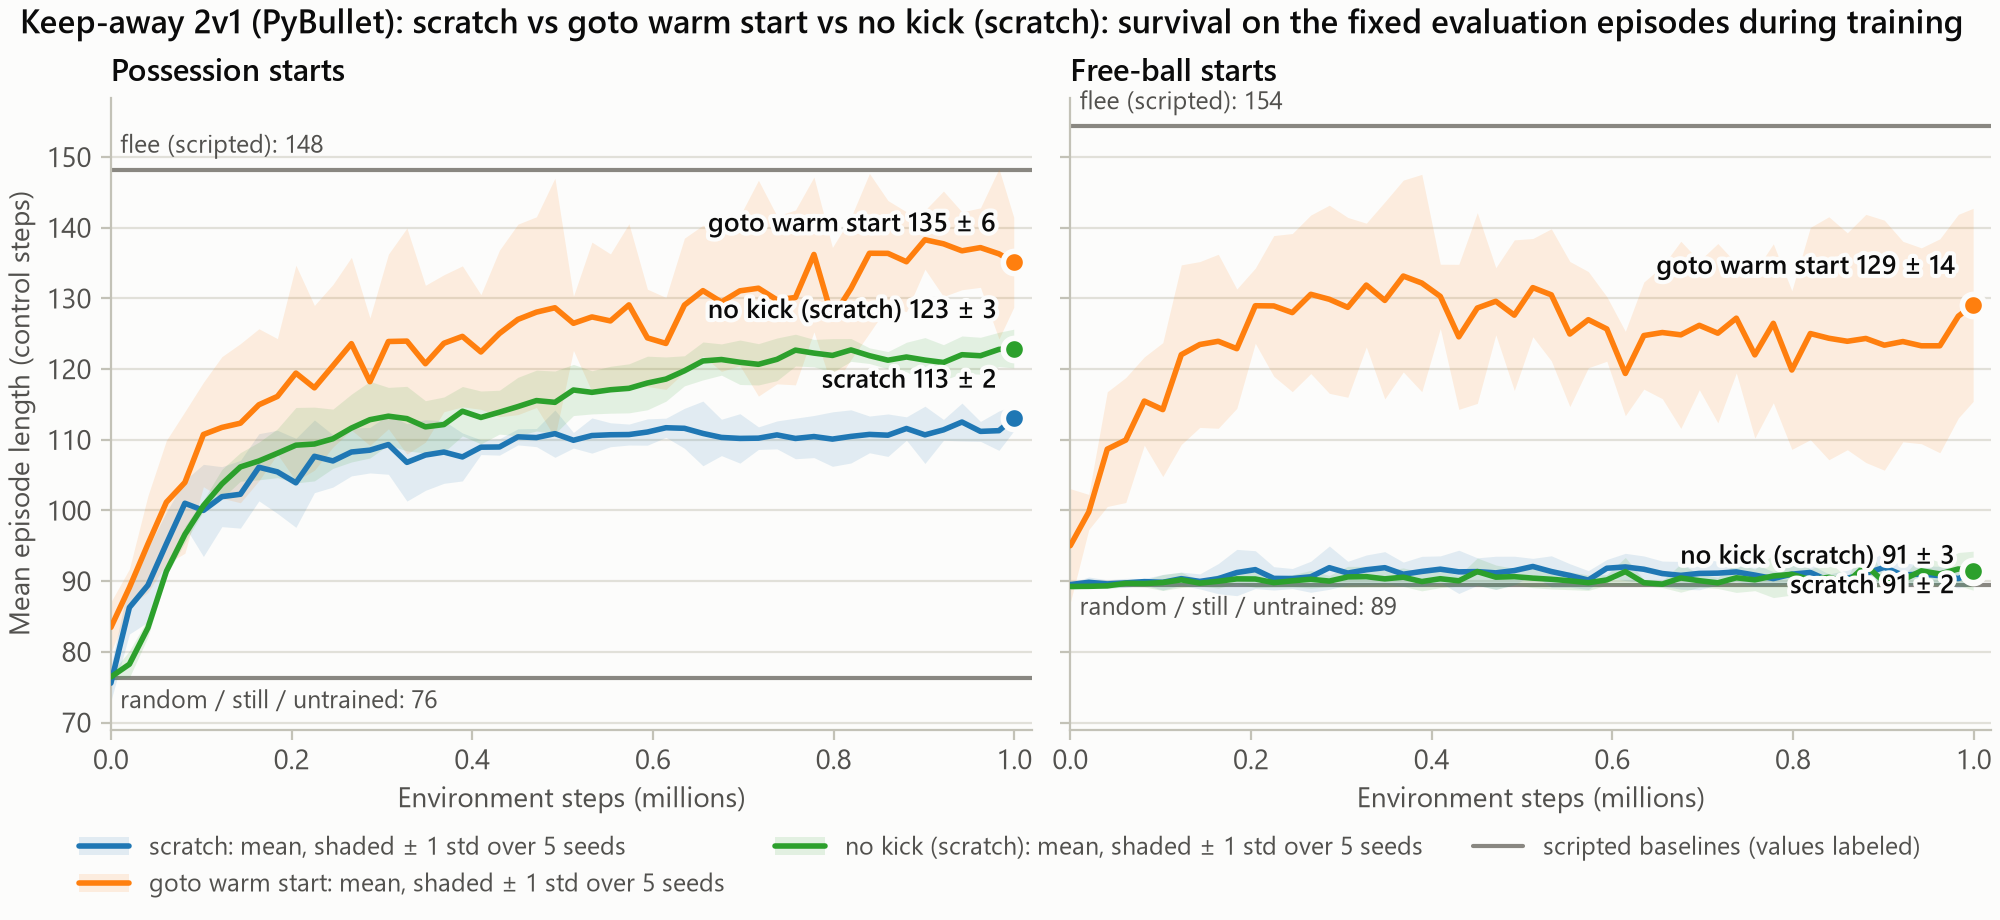 Keep-away 2v1 (PyBullet): scratch vs goto warm start vs no kick (scratch): survival on the fixed evaluation episodes during training
Possession starts
Mean episode length (control steps)
150
140
130
120
110
100
90
80
70
flee (scripted): 148
goto warm start 135 ± 6
no kick (scratch) 123 ± 3
scratch 113 ± 2
random / still / untrained: 76
0.0 0.2 0.4 0.6 0.8 1.0
Environment steps (millions)
Free-ball starts
flee (scripted): 154
goto warm start 129 ± 14
no kick (scratch) 91 ± 3
scratch 91 ± 2
random / still / untrained: 89
0.0 0.2 0.4 0.6 0.8 1.0
Environment steps (millions)
scratch: mean, shaded ± 1 std over 5 seeds
goto warm start: mean, shaded ± 1 std over 5 seeds
no kick (scratch): mean, shaded ± 1 std over 5 seeds
scripted baselines (values labeled)